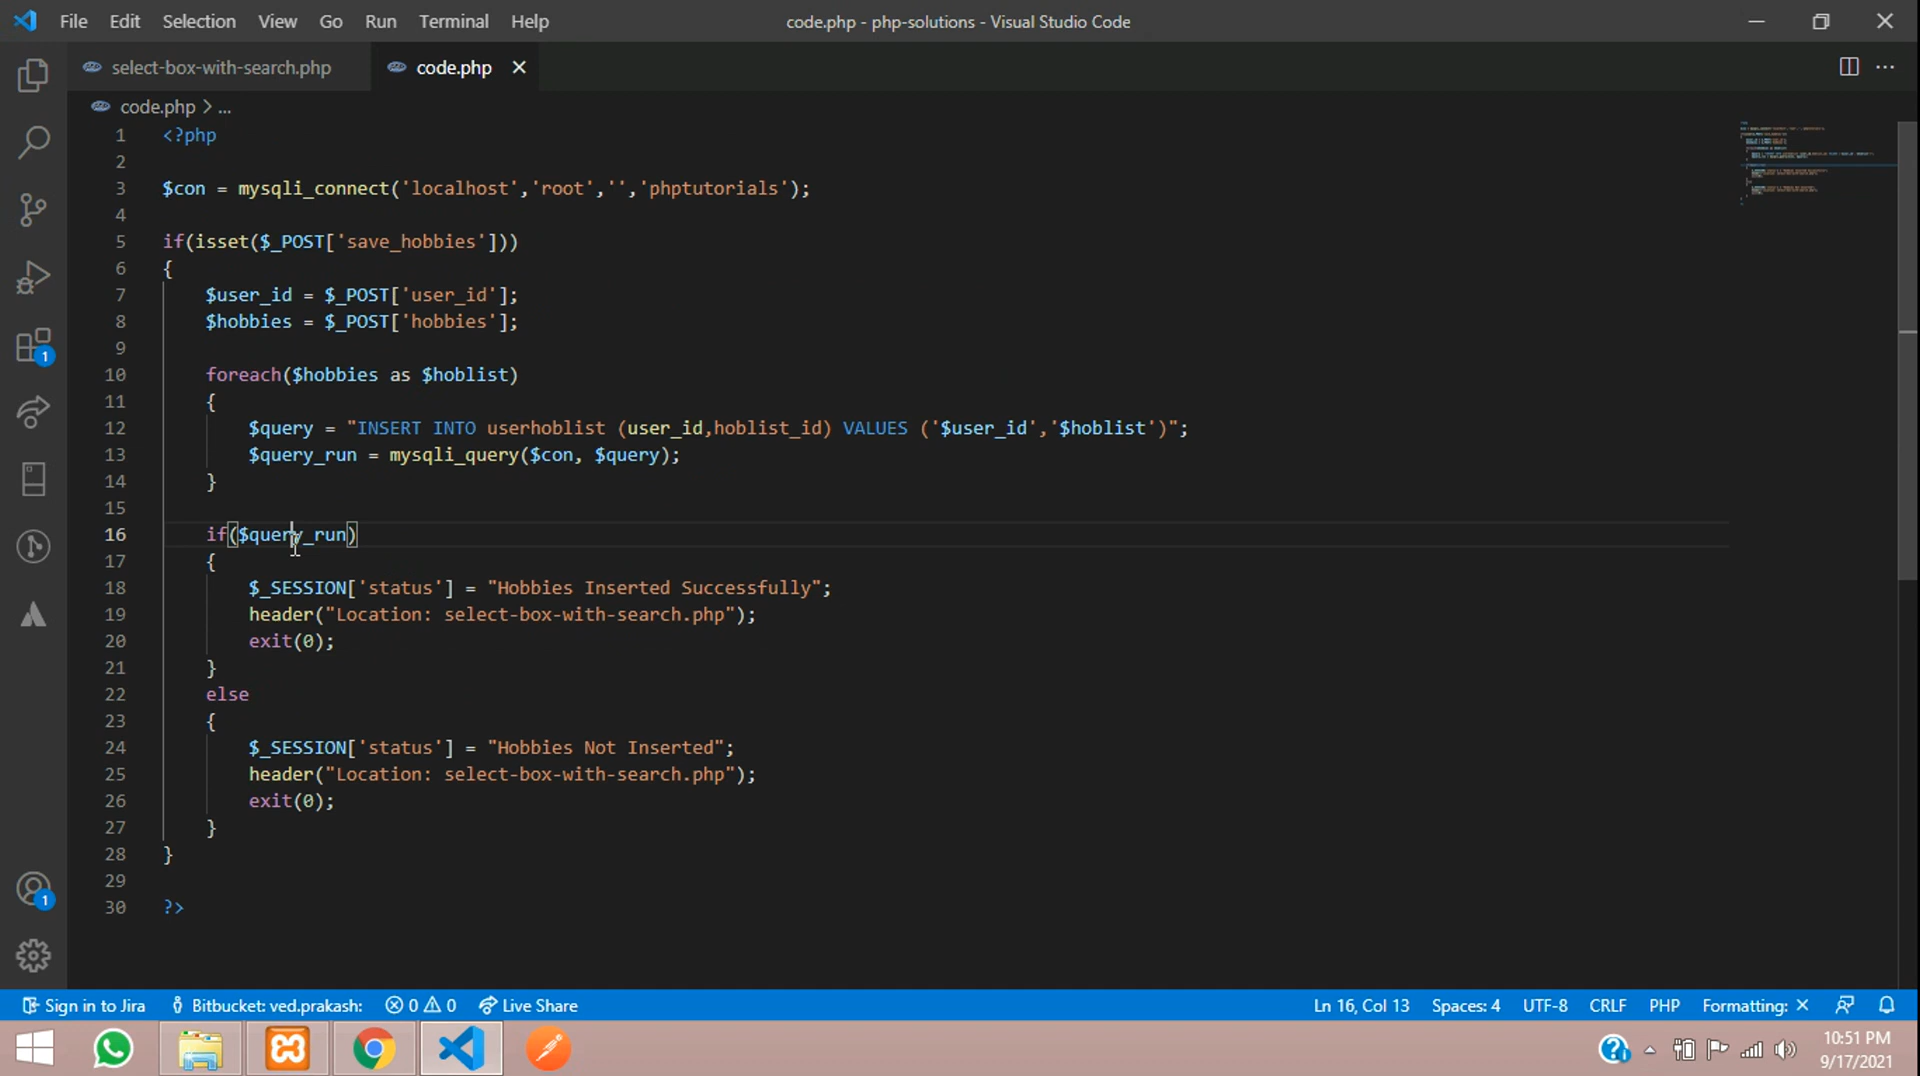 File Edit Selection View Go Run Terminal Help code.php - php-solutions - Visual Studio Code
select-box-with-search.php code.php
code.php > ...
1 <?php
2
3 $con = mysqli_connect('localhost','root','','phptutorials');
4
5 if(isset($_POST['save_hobbies']))
6 {
7 $user_id = $_POST['user_id'];
8 $hobbies = $_POST['hobbies'];
9
10 foreach($hobbies as $hoblist)
11 {
12 $query = "INSERT INTO userhoblist (user_id,hoblist_id) VALUES ('$user_id','$hoblist')";
13 $query_run = mysqli_query($con, $query);
14 }
15
16 if($query_run)
17 {
18 $_SESSION['status'] = "Hobbies Inserted Successfully";
19 header("Location: select-box-with-search.php");
20 exit(0);
21 }
22 else
23 {
24 $_SESSION['status'] = "Hobbies Not Inserted";
25 header("Location: select-box-with-search.php");
26 exit(0);
27 }
28 }
29
30 ?>
1
1
Sign in to Jira Bitbucket: ved.prakash: 0 0 Live Share Ln 16, Col 13 Spaces: 4 UTF-8 CRLF PHP Formatting: ×
10:51 PM
9/17/2021